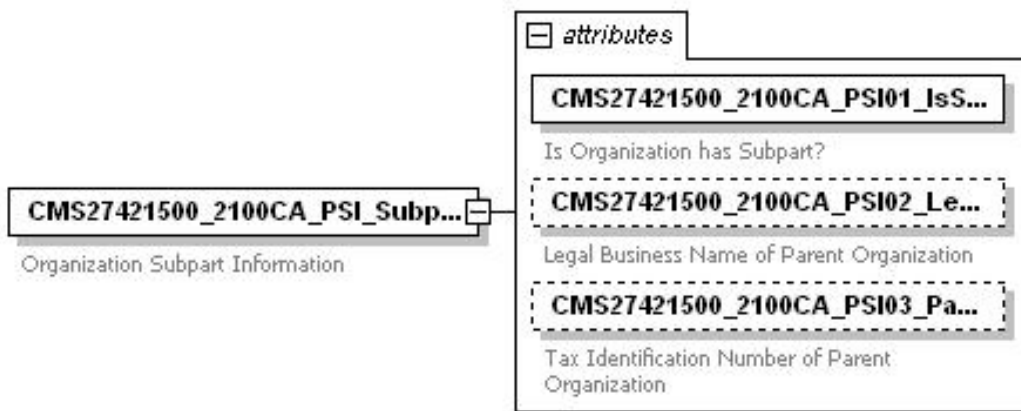 attributes
CMS27421500_2100CA_PSI01_IsS...
Is Organization has Subpart?
CMS27421500_2100CA_PSI02_Le...
Legal Business Name of Parent Organization
CMS27421500_2100CA_PSI03_Pa...
Tax Identification Number of Parent
Organization
CMS27421500_2100CA_PSI_Subp...
Organization Subpart Information